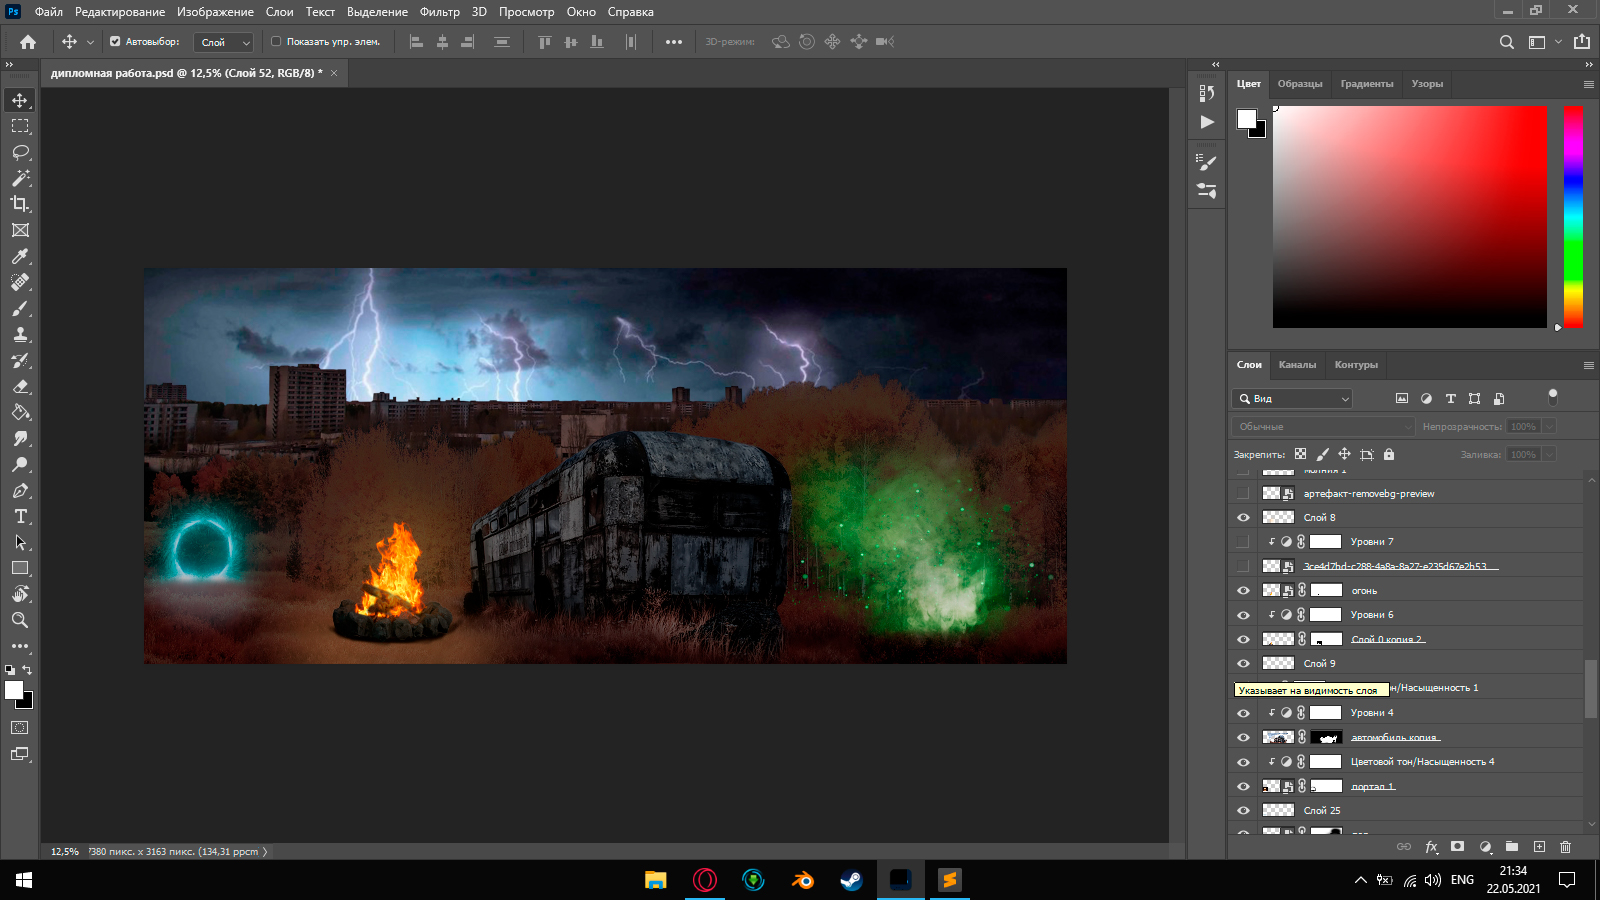 Ps Файл Редактирование Изображение Слои Текст Выделение Фильтр 3D Просмотр Окно Справка
Автовыбор: Слой Показать упр. элем. 3D-режим:
дипломная работа.psd @ 12,5% (Слой 52, RGB/8) *
Цвет Образцы Градиенты Узоры
Слои Каналы Контуры
Вид
Обычные Непрозрачность: 100%
Закрепить: Заливка: 100%
молния 1
артефакт-removebg-preview
Слой 8
Уровни 7
3ce4d7bd-c288-4a8a-8a27-e235d67e2b53
огонь
Уровни 6
Слой 0 копия 2
Слой 9
Указывает на видимость слоя
он/Насыщенность 1
Уровни 4
автомобиль копия
Цветовой тон/Насыщенность 4
портал 1
Слой 25
fx
12,5% 7380 пикс. x 3163 пикс. (134,31 ppcm)
ENG
21:34
22.05.2021